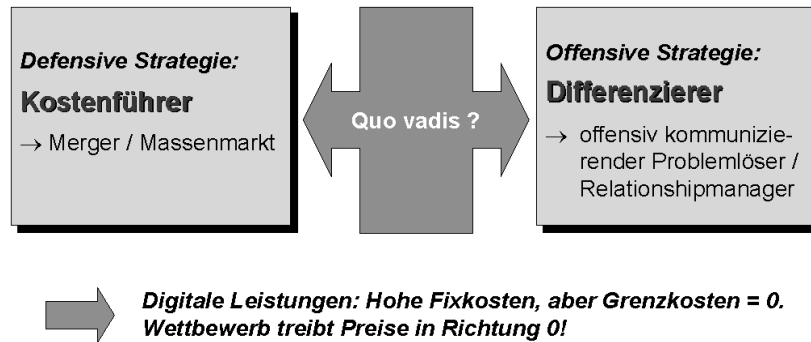 Defensive Strategie:
Kostenführer
→ Merger / Massenmarkt
Quo vadis ?
Offensive Strategie:
Differenzierer
→ offensiv kommunizie-
render Problemlöser /
Relationshipmanager
Digitale Leistungen: Hohe Fixkosten, aber Grenzkosten = 0.
Wettbewerb treibt Preise in Richtung 0!